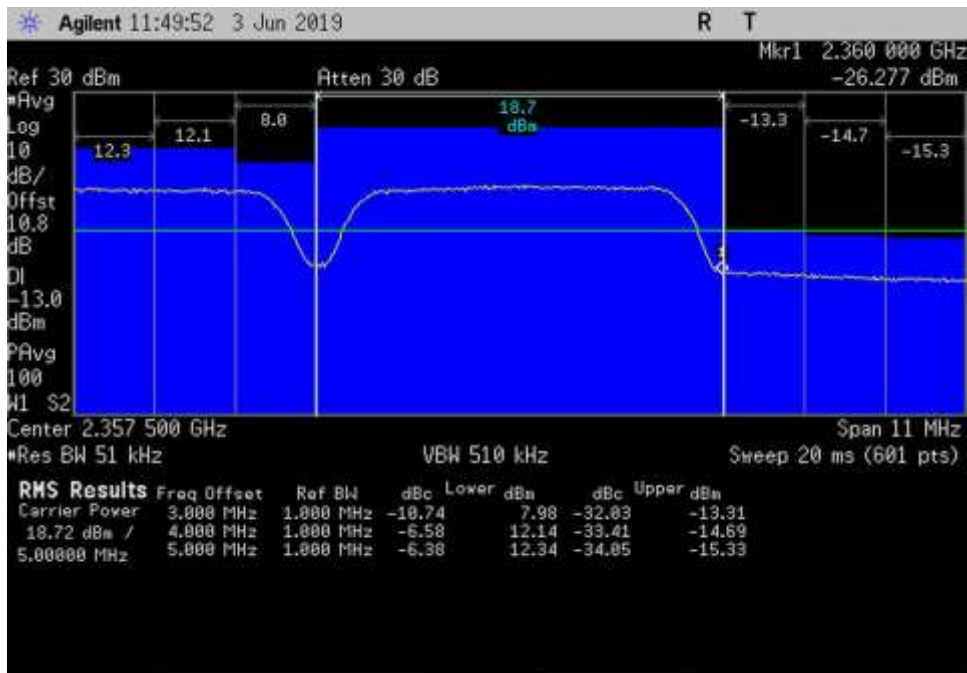 Agilent 11:49:52 3 Jun 2019 R T
Mkr1 2.360 000 GHz
Ref 30 dBm Atten 30 dB -26.277 dBm
#Avg
Log
10
dB/
Offst
10.8
dB
DI
-13.0
dBm
PAvg
100
W1 S2
12.3 12.1 8.0 18.7 dBm -13.3 -14.7 -15.3
1
Center 2.357 500 GHz Span 11 MHz
#Res BW 51 kHz VBW 510 kHz Sweep 20 ms (601 pts)
RMS Results Freq Offset Ref BW dBc Lower dBm dBc Upper dBm
Carrier Power 3.000 MHz 1.000 MHz -10.74 7.98 -32.03 -13.31
18.72 dBm / 4.000 MHz 1.000 MHz -6.58 12.14 -33.41 -14.69
5.00000 MHz 5.000 MHz 1.000 MHz -6.38 12.34 -34.05 -15.33